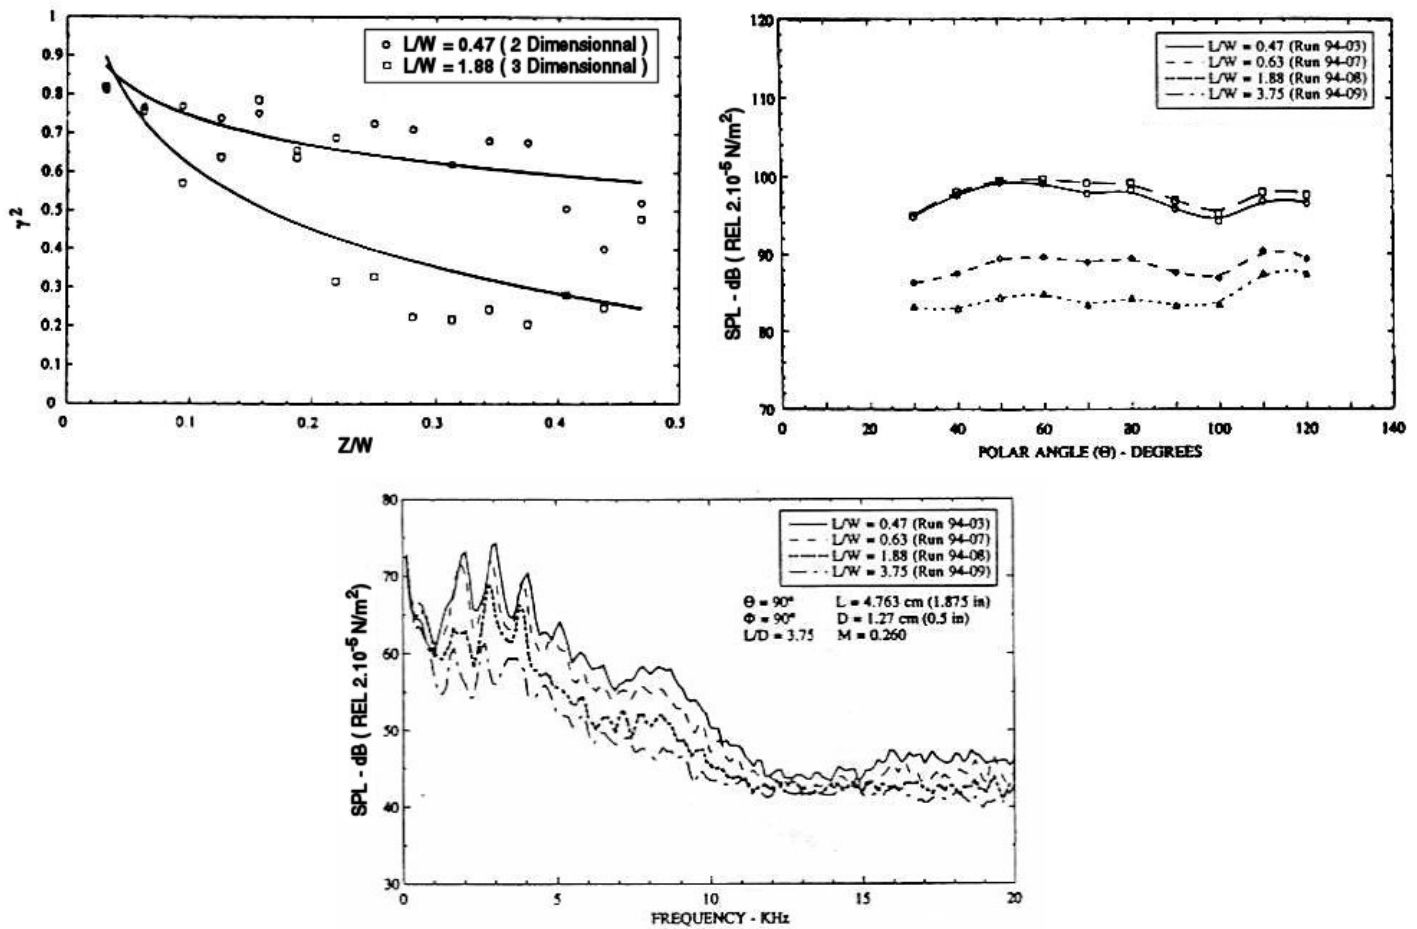 1
0.9
0.8
0.7
0.6
0.5
0.4
0.3
0.2
0.1
0
γ²
0
0.1
0.2
0.3
0.4
0.5
Z/W
L/W = 0.47 ( 2 Dimensionnal )
L/W = 1.88 ( 3 Dimensionnal )
120
110
100
90
80
70
SPL - dB ( REL 2.10⁻⁵ N/m²)
0
20
40
60
80
100
120
140
POLAR ANGLE (Θ) - DEGREES
L/W = 0.47 (Run 94-03)
L/W = 0.63 (Run 94-07)
L/W = 1.88 (Run 94-08)
L/W = 3.75 (Run 94-09)
80
70
60
50
40
30
SPL - dB ( REL 2.10⁻⁵ N/m²)
0
5
10
15
20
FREQUENCY - KHz
L/W = 0.47 (Run 94-03)
L/W = 0.63 (Run 94-07)
L/W = 1.88 (Run 94-08)
L/W = 3.75 (Run 94-09)
Θ = 90° L = 4.763 cm (1.875 in)
Φ = 90° D = 1.27 cm (0.5 in)
L/D = 3.75 M = 0.260